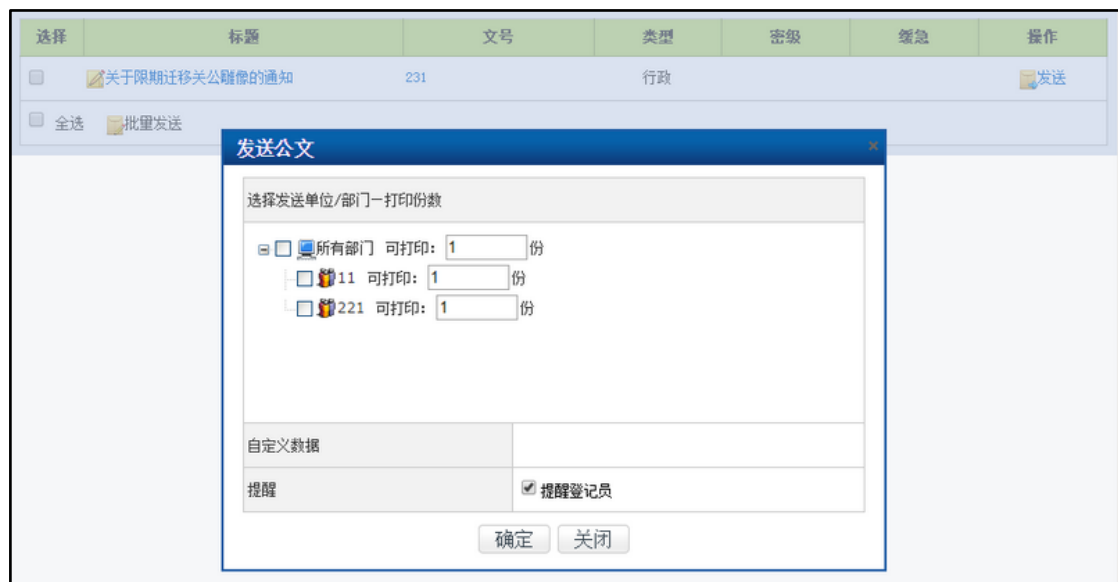 选择 标题 文号 类型 密级 缓急 操作
关于限期迁移关公雕像的通知 231 行政 发送
全选 批量发送
发送公文 ×
选择发送单位/部门—打印份数
所有部门 可打印: 1 份
11 可打印: 1 份
221 可打印: 1 份
自定义数据
提醒 提醒登记员
确定 关闭